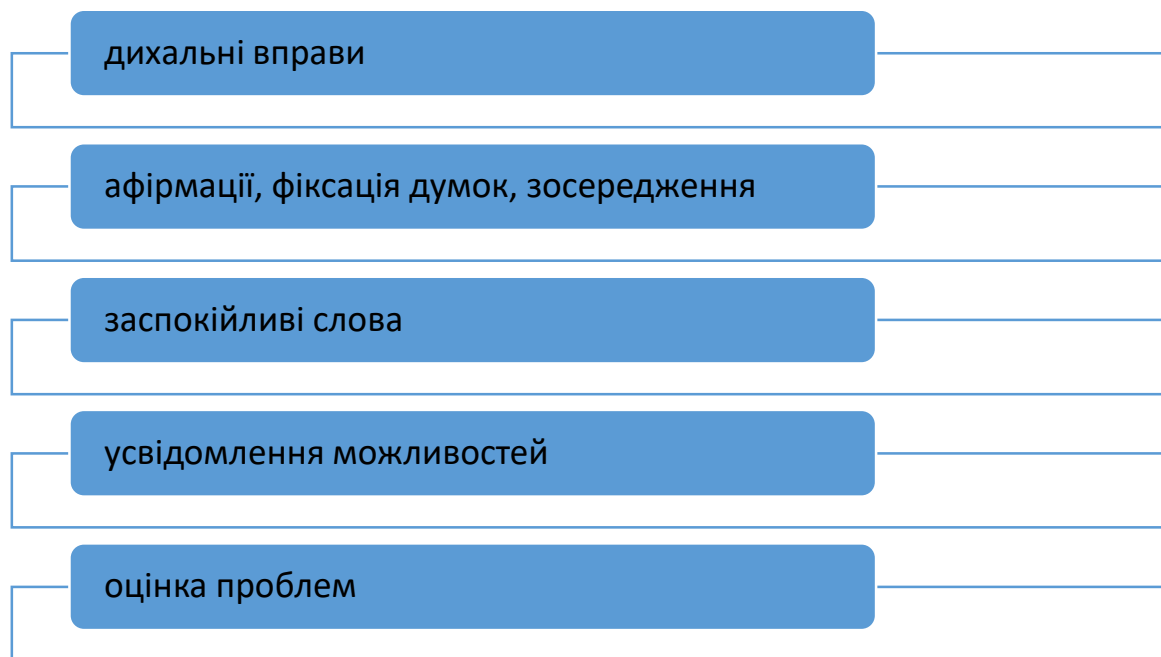 дихальні вправи
афірмації, фіксація думок, зосередження
заспокійливі слова
усвідомлення можливостей
оцінка проблем